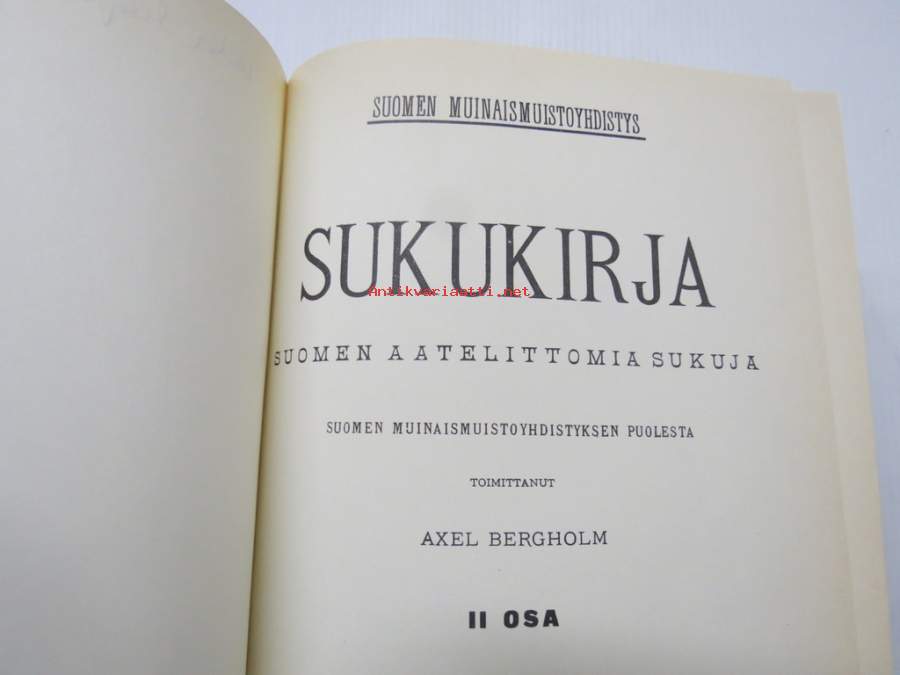 SUOMEN MUINAISMUISTOYHDISTYS
SUKUKIRJA
Antikvariaatti.net
SUOMEN AATELITTOMIA SUKUJA
SUOMEN MUINAISMUISTOYHDISTYKSEN PUOLESTA
TOIMITTANUT
AXEL BERGHOLM
II OSA